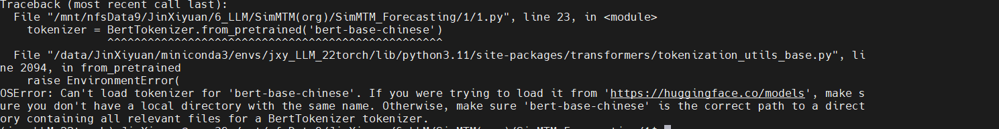 Traceback (most recent call last):
  File "/mnt/nfsData9/JinXiyuan/6_LLM/SimMTM(org)/SimMTM_Forecasting/1/1.py", line 23, in <module>
    tokenizer = BertTokenizer.from_pretrained('bert-base-chinese')
                ^^^^^^^^^^^^^^^^^^^^^^^^^^^^^^^^^^^^^^^^^^^^^^^^^^
  File "/data/JinXiyuan/miniconda3/envs/jxy_LLM_22torch/lib/python3.11/site-packages/transformers/tokenization_utils_base.py", li
ne 2094, in from_pretrained
    raise EnvironmentError(
OSError: Can't load tokenizer for 'bert-base-chinese'. If you were trying to load it from 'https://huggingface.co/models', make s
ure you don't have a local directory with the same name. Otherwise, make sure 'bert-base-chinese' is the correct path to a direct
ory containing all relevant files for a BertTokenizer tokenizer.